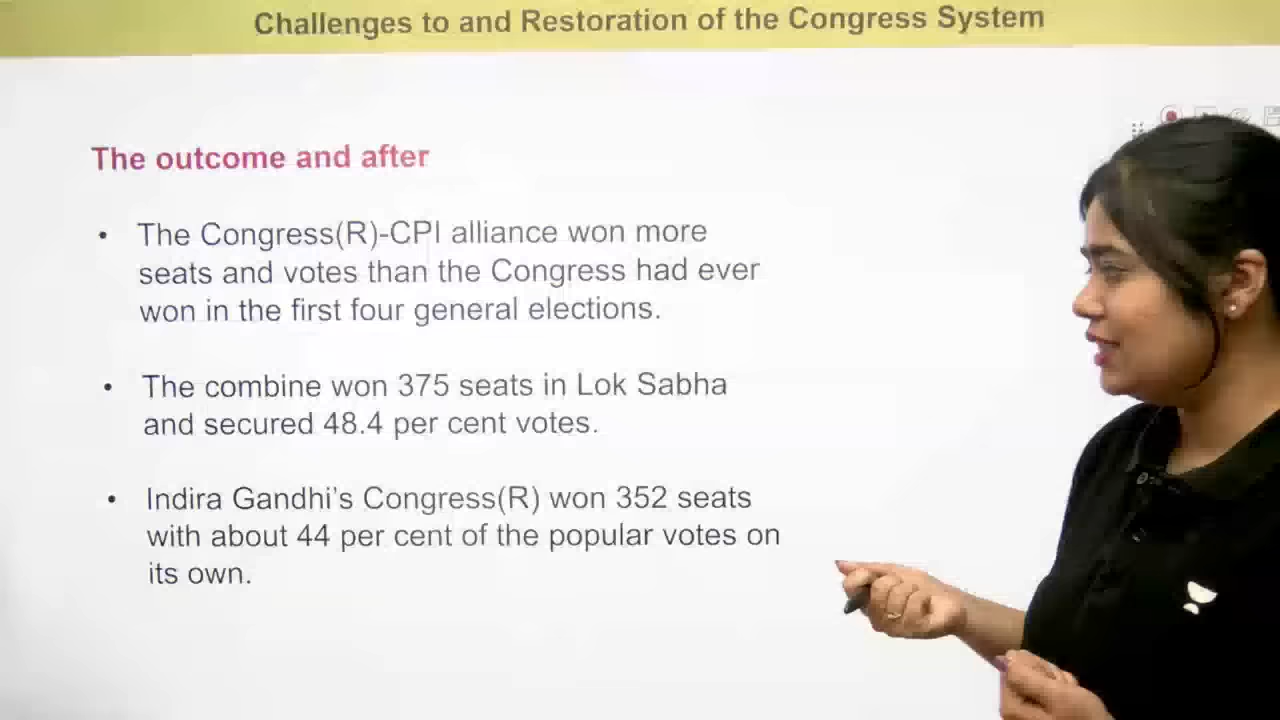 Challenges to and Restoration of the Congress System
The outcome and after
• The Congress(R)-CPI alliance won more
seats and votes than the Congress had ever
won in the first four general elections.
• The combine won 375 seats in Lok Sabha
and secured 48.4 per cent votes.
• Indira Gandhi's Congress(R) won 352 seats
with about 44 per cent of the popular votes on
its own.